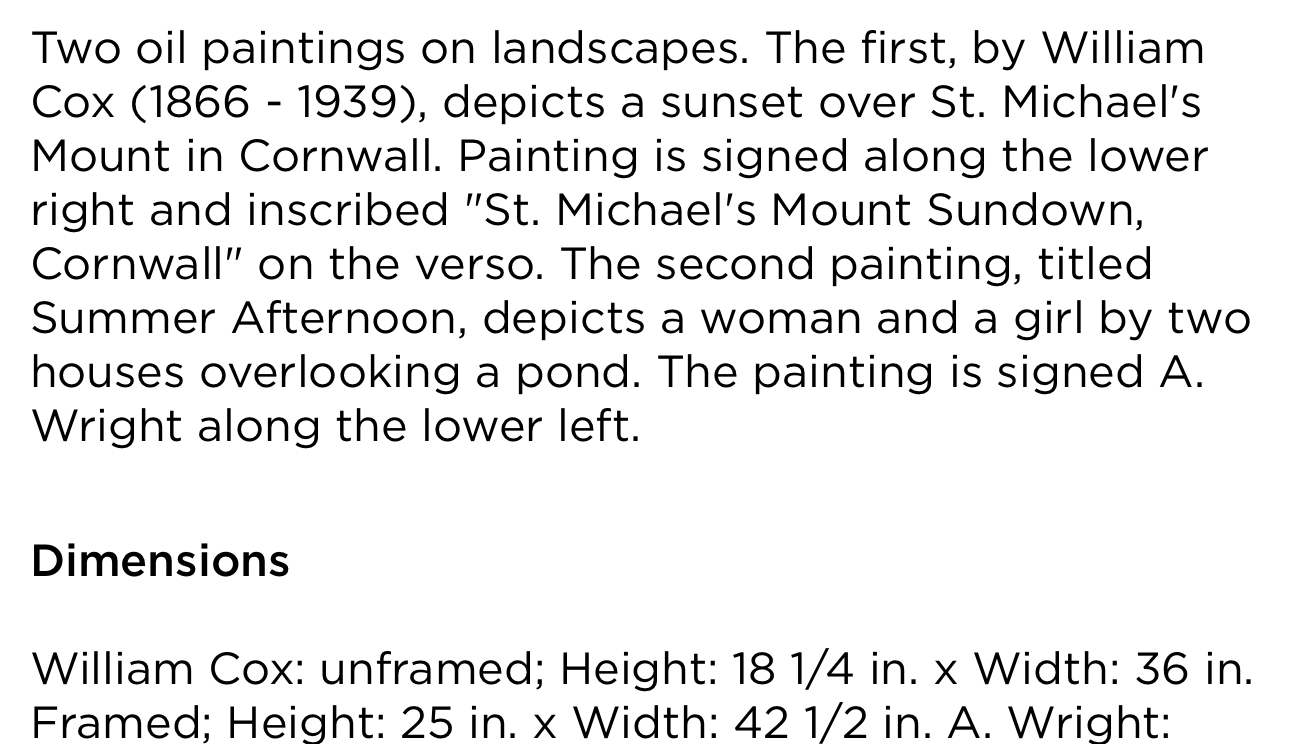 Two oil paintings on landscapes. The first, by William
Cox (1866 - 1939), depicts a sunset over St. Michael's
Mount in Cornwall. Painting is signed along the lower
right and inscribed "St. Michael's Mount Sundown,
Cornwall" on the verso. The second painting, titled
Summer Afternoon, depicts a woman and a girl by two
houses overlooking a pond. The painting is signed A.
Wright along the lower left.
Dimensions
William Cox: unframed; Height: 18 1/4 in. x Width: 36 in.
Framed; Height: 25 in. x Width: 42 1/2 in. A. Wright: